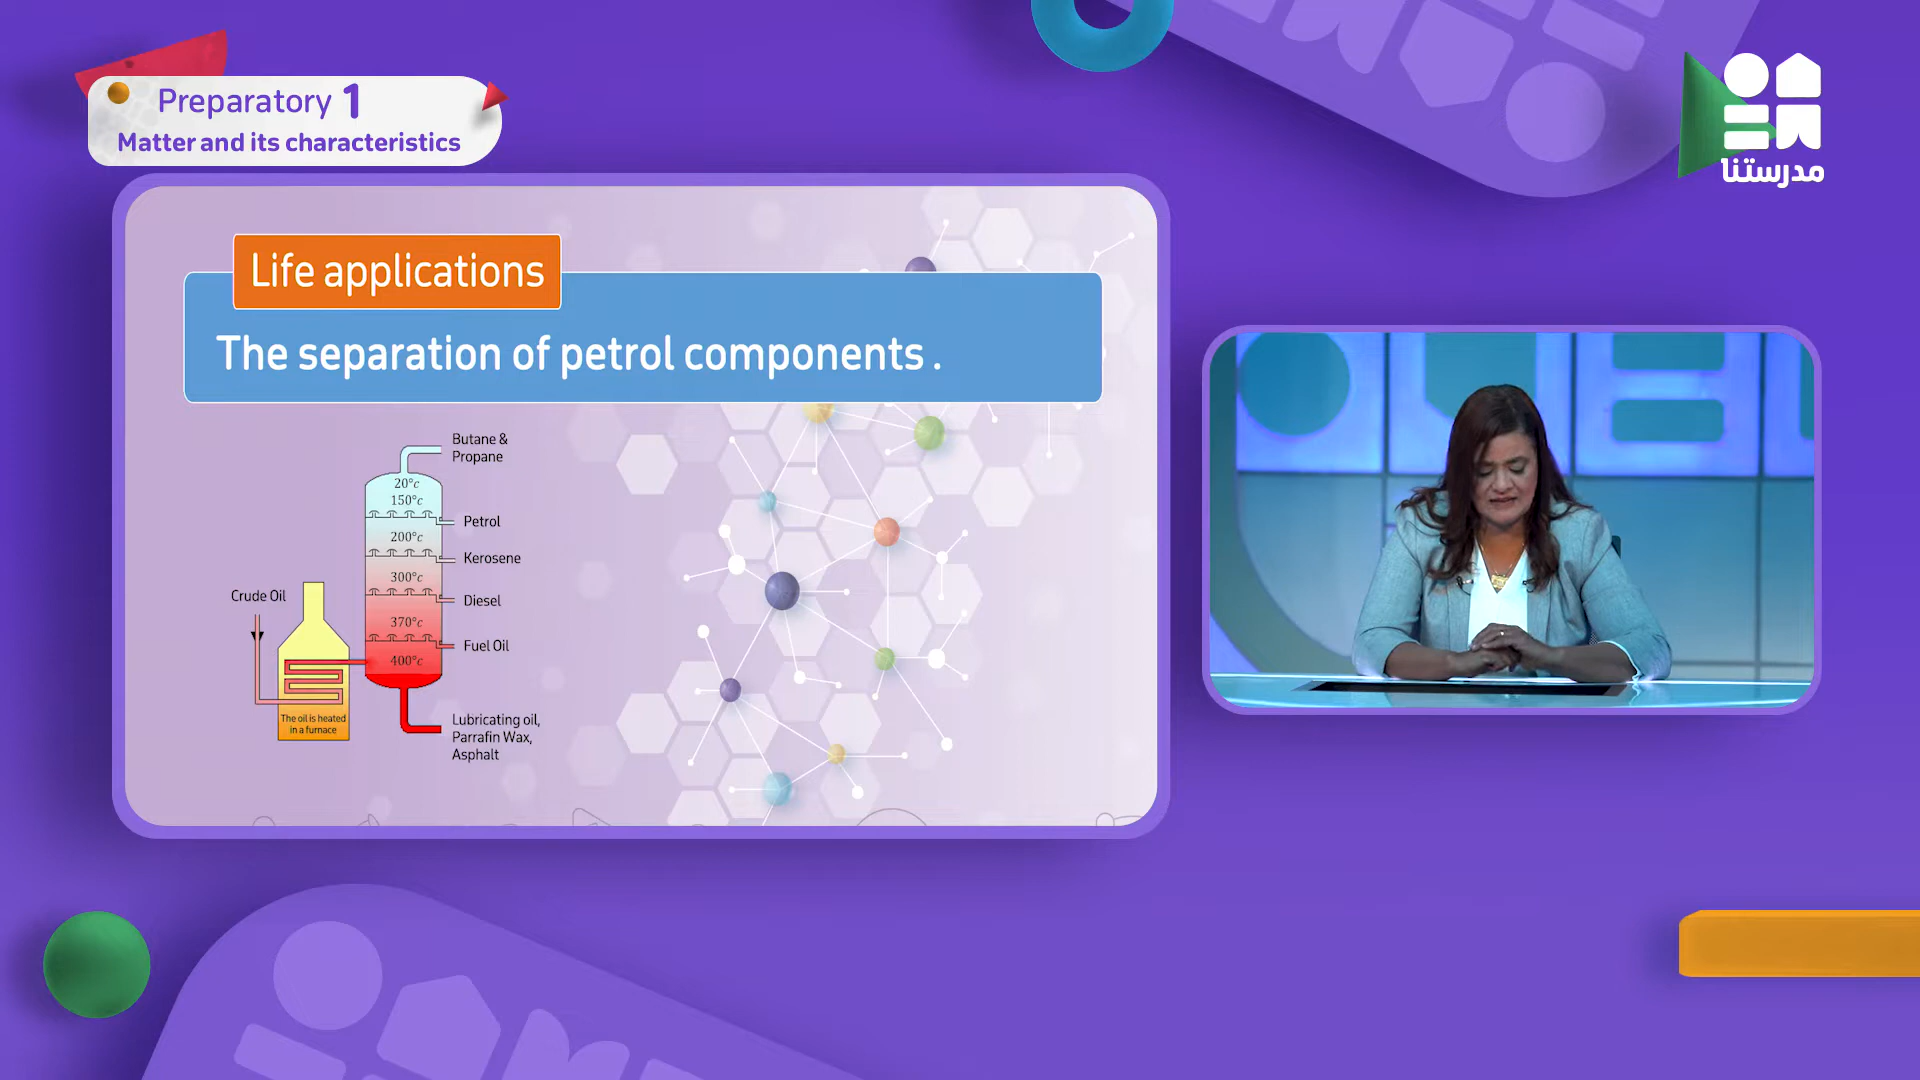 Preparatory 1
Matter and its characteristics
مدرستنا
Life applications
The separation of petrol components .
Butane &
Propane
20°c
150°c
Petrol
200°c
Kerosene
300°c
Diesel
370°c
Fuel Oil
400°c
Crude Oil
The oil is heated
in a furnace
Lubricating oil,
Parrafin Wax,
Asphalt